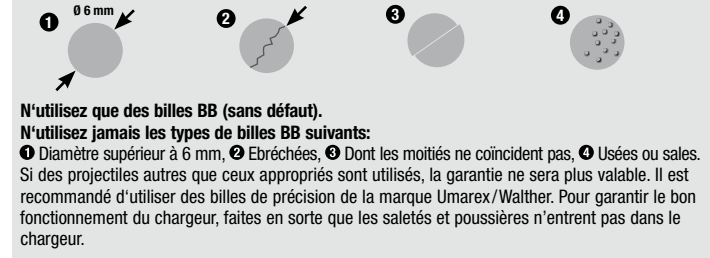 ❶ Ø 6 mm ❷ ❸ ❹
N‘utilisez que des billes BB (sans défaut).
N‘utilisez jamais les types de billes BB suivants:
❶ Diamètre supérieur à 6 mm, ❷ Ebréchées, ❸ Dont les moitiés ne coïncident pas, ❹ Usées ou sales.
Si des projectiles autres que ceux appropriés sont utilisés, la garantie ne sera plus valable. Il est
recommandé d‘utiliser des billes de précision de la marque Umarex/Walther. Pour garantir le bon
fonctionnement du chargeur, faites en sorte que les saletés et poussières n’entrent pas dans le
chargeur.